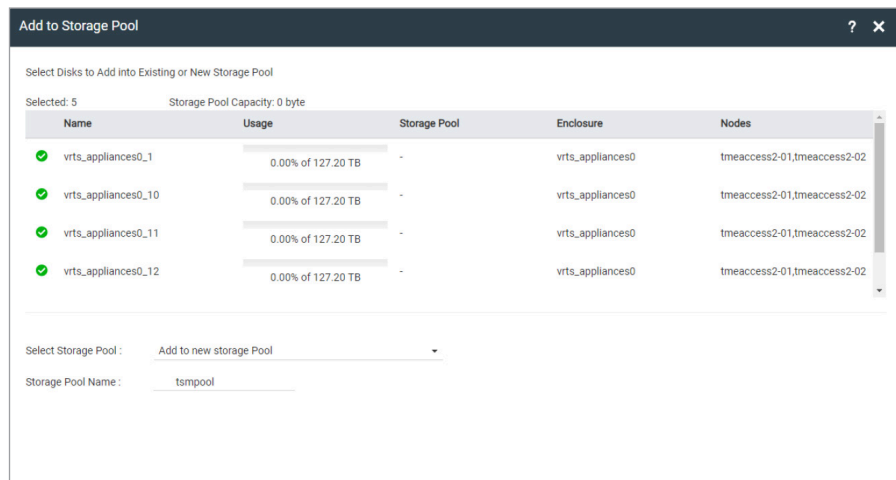 Add to Storage Pool ?
Select Disks to Add into Existing or New Storage Pool
Selected: 5 Storage Pool Capacity: 0 byte
Name Usage Storage Pool Enclosure Nodes
vrts_appliances0_1 0.00% of 127.20 TB - vrts_appliances0 tmeaccess2-01,tmeaccess2-02
vrts_appliances0_10 0.00% of 127.20 TB - vrts_appliances0 tmeaccess2-01,tmeaccess2-02
vrts_appliances0_11 0.00% of 127.20 TB - vrts_appliances0 tmeaccess2-01,tmeaccess2-02
vrts_appliances0_12 0.00% of 127.20 TB - vrts_appliances0 tmeaccess2-01,tmeaccess2-02
Select Storage Pool : Add to new storage Pool
Storage Pool Name : tsmpool